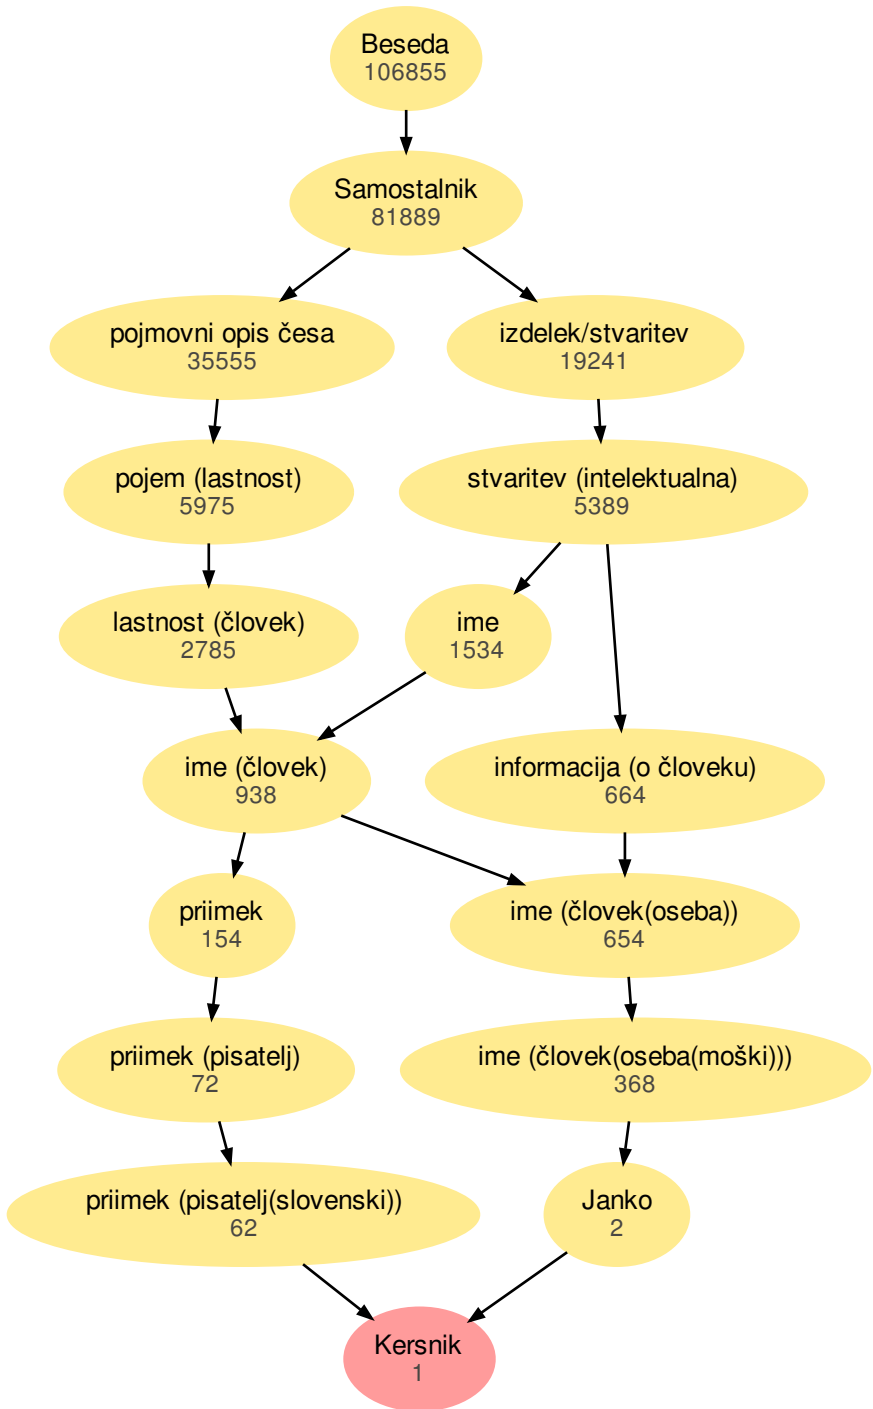 Beseda
106855
Samostalnik
81889
pojmovni opis česa
35555
izdelek/stvaritev
19241
pojem (lastnost)
5975
stvaritev (intelektualna)
5389
lastnost (človek)
2785
ime
1534
ime (človek)
938
informacija (o človeku)
664
priimek
154
ime (človek(oseba))
654
priimek (pisatelj)
72
ime (človek(oseba(moški)))
368
priimek (pisatelj(slovenski))
62
Janko
2
Kersnik
1